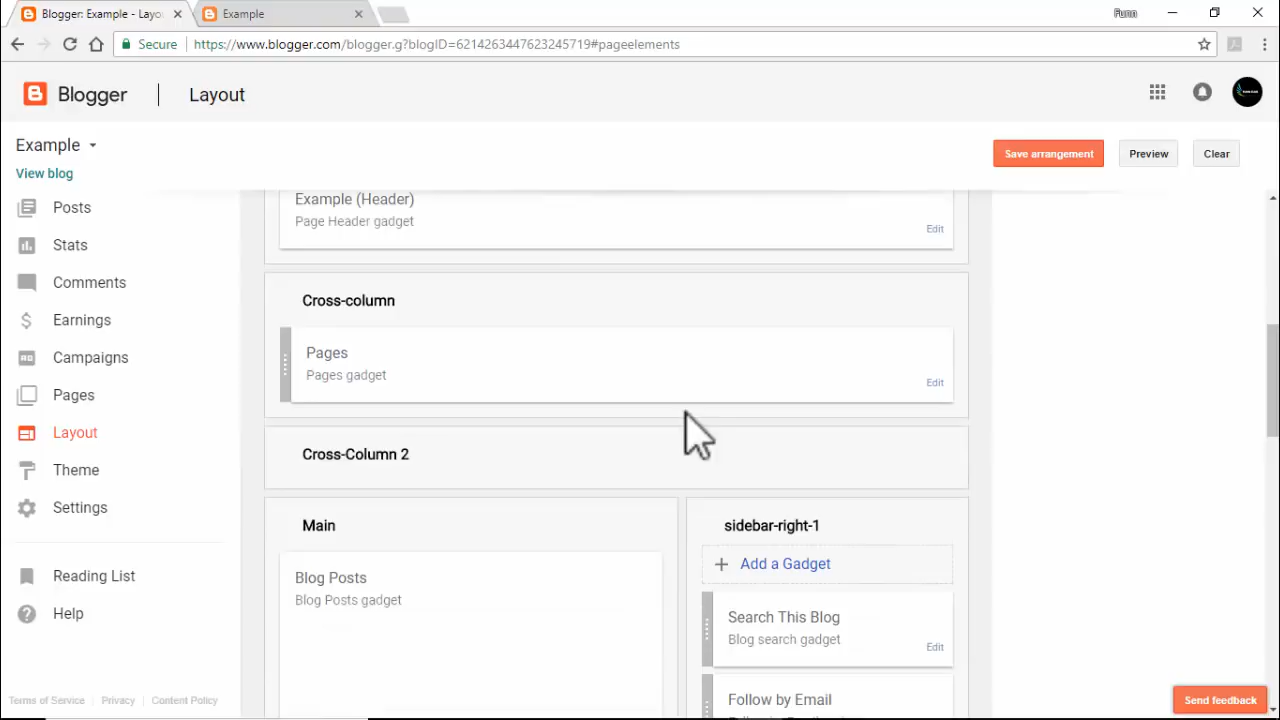 Blogger: Example - Layou
Example
Punn
Secure
https://www.blogger.com/blogger.g?blogID=6214263447623245719#pageelements
Blogger
Layout
Example
View blog
Save arrangement
Preview
Clear
Posts
Stats
Comments
Earnings
Campaigns
Pages
Layout
Theme
Settings
Reading List
Help
Terms of Service
Privacy
Content Policy
Example (Header)
Page Header gadget
Edit
Cross-column
Pages
Pages gadget
Edit
Cross-Column 2
Main
Blog Posts
Blog Posts gadget
sidebar-right-1
+ Add a Gadget
Search This Blog
Blog search gadget
Edit
Follow by Email
Send feedback